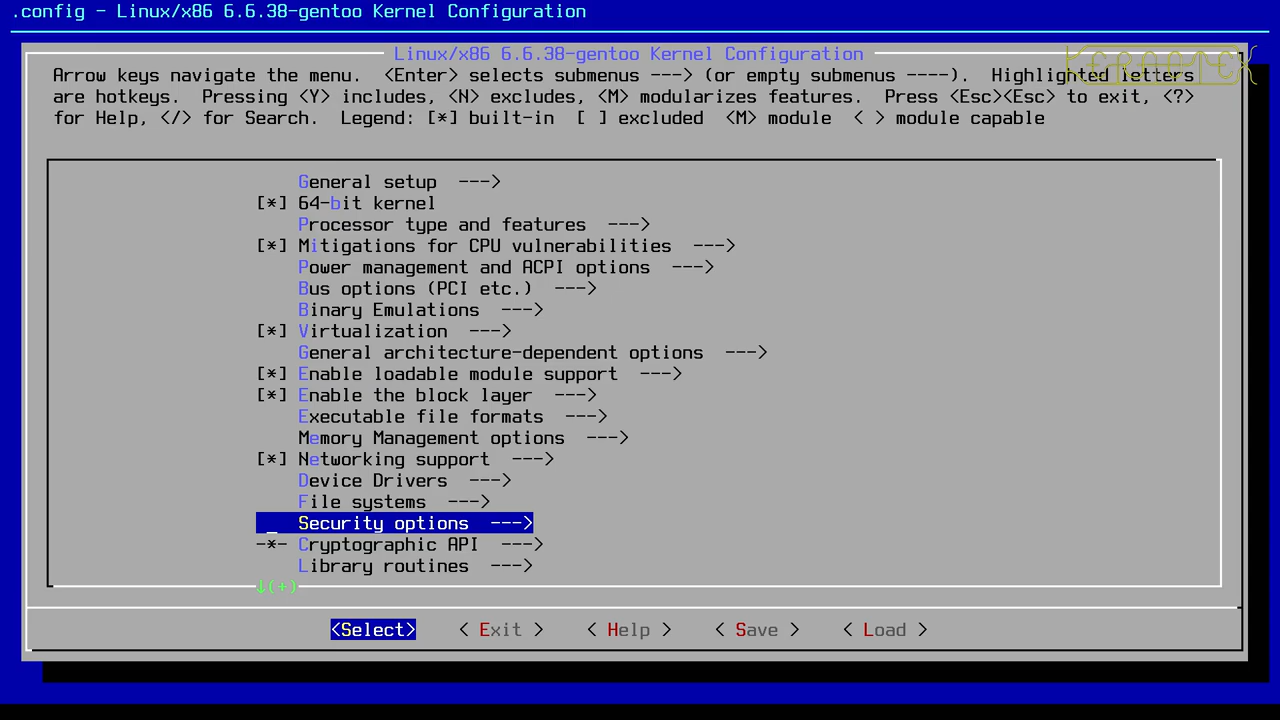 .config - Linux/x86 6.6.38-gentoo Kernel Configuration
Linux/x86 6.6.38-gentoo Kernel Configuration
KERNOTEX
Arrow keys navigate the menu.  <Enter> selects submenus ---> (or empty submenus ----).  Highlighted letters
are hotkeys.  Pressing <Y> includes, <N> excludes, <M> modularizes features.  Press <Esc><Esc> to exit, <?>
for Help, </> for Search.  Legend: [*] built-in  [ ] excluded  <M> module  < > module capable
General setup  --->
[*] 64-bit kernel
Processor type and features  --->
[*] Mitigations for CPU vulnerabilities  --->
Power management and ACPI options  --->
Bus options (PCI etc.)  --->
Binary Emulations  --->
[*] Virtualization  --->
General architecture-dependent options  --->
[*] Enable loadable module support  --->
[*] Enable the block layer  --->
Executable file formats  --->
Memory Management options  --->
[*] Networking support  --->
Device Drivers  --->
File systems  --->
Security options  --->
-*- Cryptographic API  --->
Library routines  --->
↓(+)
<Select>    < Exit >    < Help >    < Save >    < Load >